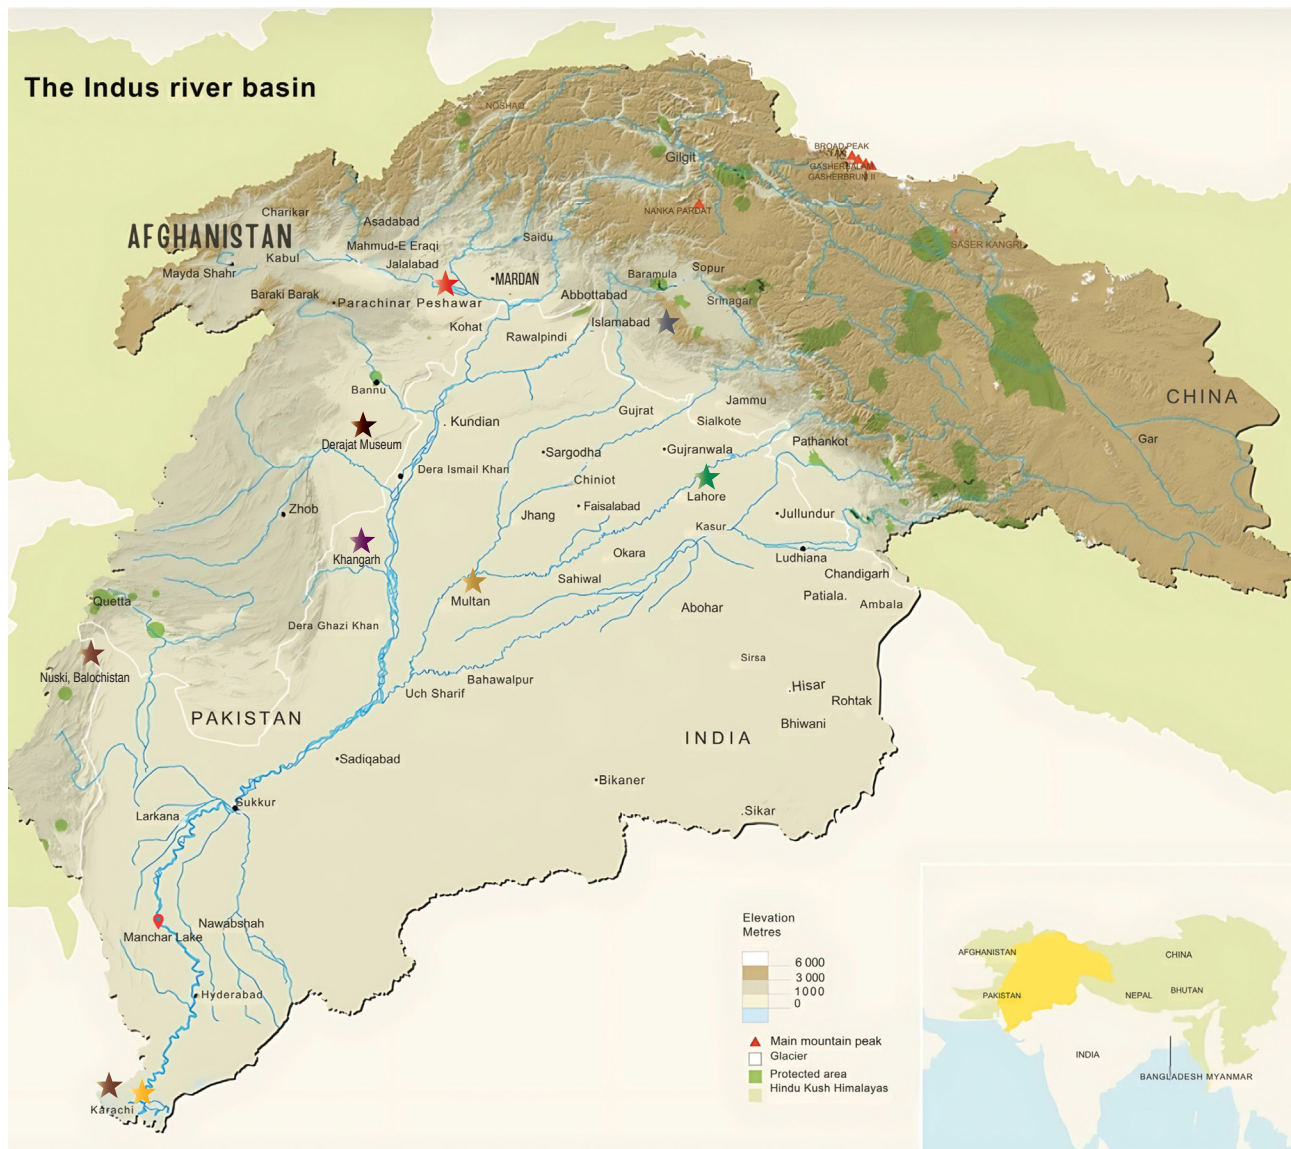 The Indus river basin
NOSHAQ
BROAD PEAK
GASHERBRUM II
Gilgit
NANKA PARDAT
SASER KANGRI
Charikar
Asadabad
AFGHANISTAN
Mahmud-E Eraqi
Saidu
Kabul
Jalalabad
Mayda Shahr
•MARDAN
Baramula
Sopur
Baraki Barak
•Parachinar
Peshawar
Abbottabad
Srinagar
Kohat
Islamabad
Rawalpindi
Bannu
CHINA
Jammu
Gujrat
. Kundian
Sialkote
Derajat Museum
Pathankot
Gar
•Sargodha
•Gujranwala
Dera Ismail Khan
Chiniot
Lahore
Zhob
• Faisalabad
Jhang
•Jullundur
Kasur
Khangarh
Okara
Ludhiana
Sahiwal
Chandigarh
Quetta
Multan
Patiala.
Abohar
Ambala
Dera Ghazi Khan
Sirsa
Nuski, Balochistan
Bahawalpur
.Hisar
Uch Sharif
Rohtak
PAKISTAN
Bhiwani
INDIA
•Sadiqabad
•Bikaner
Sukkur
Larkana
.Sikar
Nawabshah
Manchar Lake
Hyderabad
Karachi
Elevation
Metres
6 000
3 000
1000
0
Main mountain peak
Glacier
Protected area
Hindu Kush Himalayas
AFGHANISTAN
CHINA
PAKISTAN
NEPAL
BHUTAN
INDIA
BANGLADESH
MYANMAR